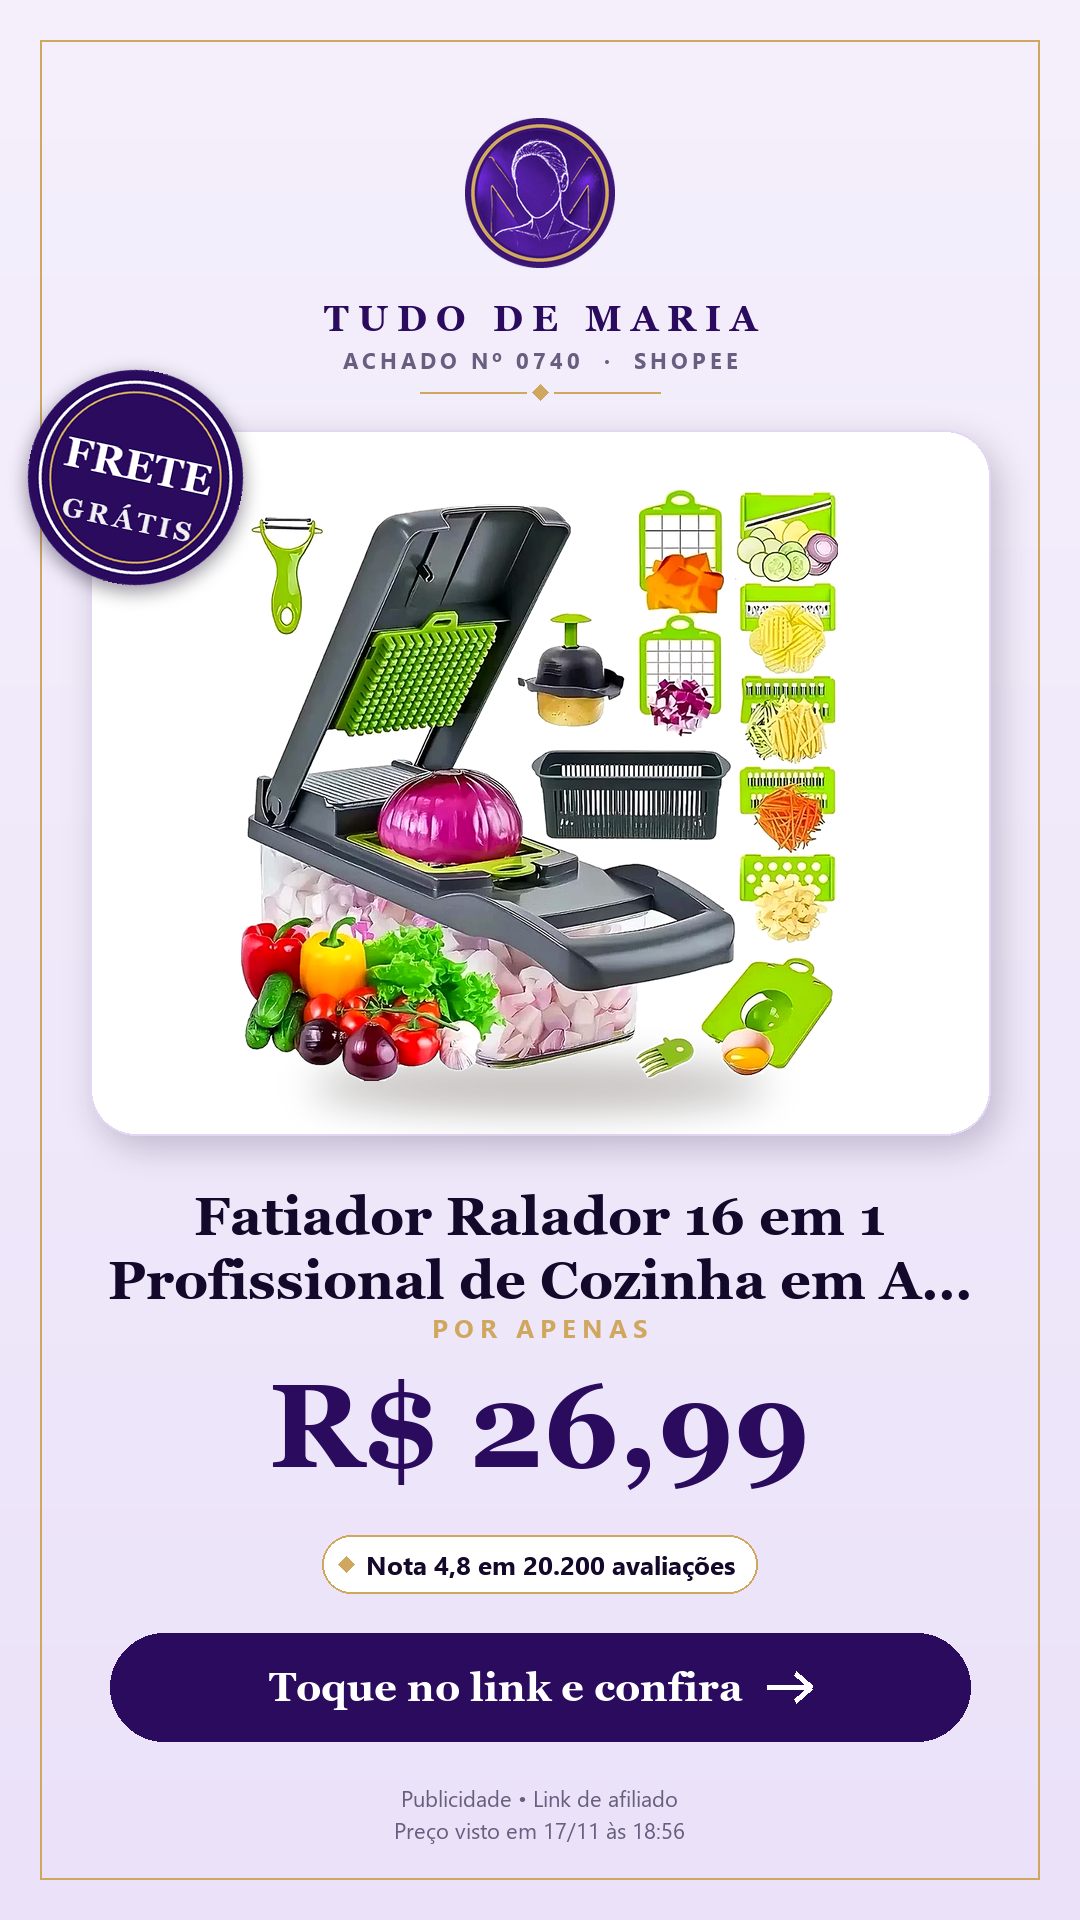 TUDO DE MARIA
ACHADO Nº 0740 · SHOPEE
FRETE
GRÁTIS
Fatiador Ralador 16 em 1
Profissional de Cozinha em A...
POR APENAS
R$ 26,99
Nota 4,8 em 20.200 avaliações
Toque no link e confira →
Publicidade • Link de afiliado
Preço visto em 17/11 às 18:56